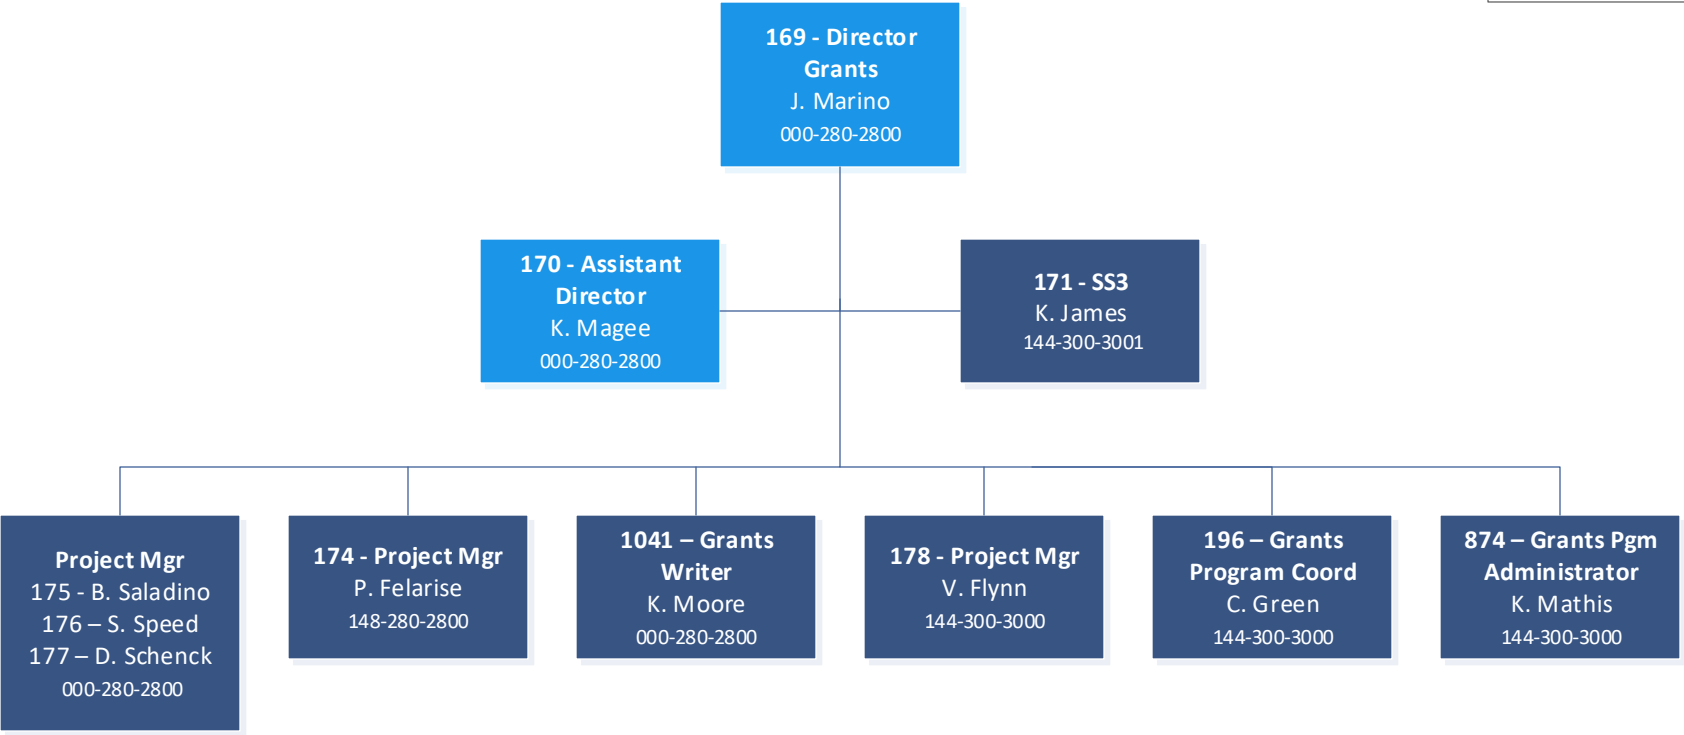 169 - Director
Grants
J. Marino
000-280-2800
170 - Assistant
Director
K. Magee
000-280-2800
171 - SS3
K. James
144-300-3001
Project Mgr
175 - B. Saladino
176 – S. Speed
177 – D. Schenck
000-280-2800
174 - Project Mgr
P. Felarise
148-280-2800
1041 – Grants
Writer
K. Moore
000-280-2800
178 - Project Mgr
V. Flynn
144-300-3000
196 – Grants
Program Coord
C. Green
144-300-3000
874 – Grants Pgm
Administrator
K. Mathis
144-300-3000